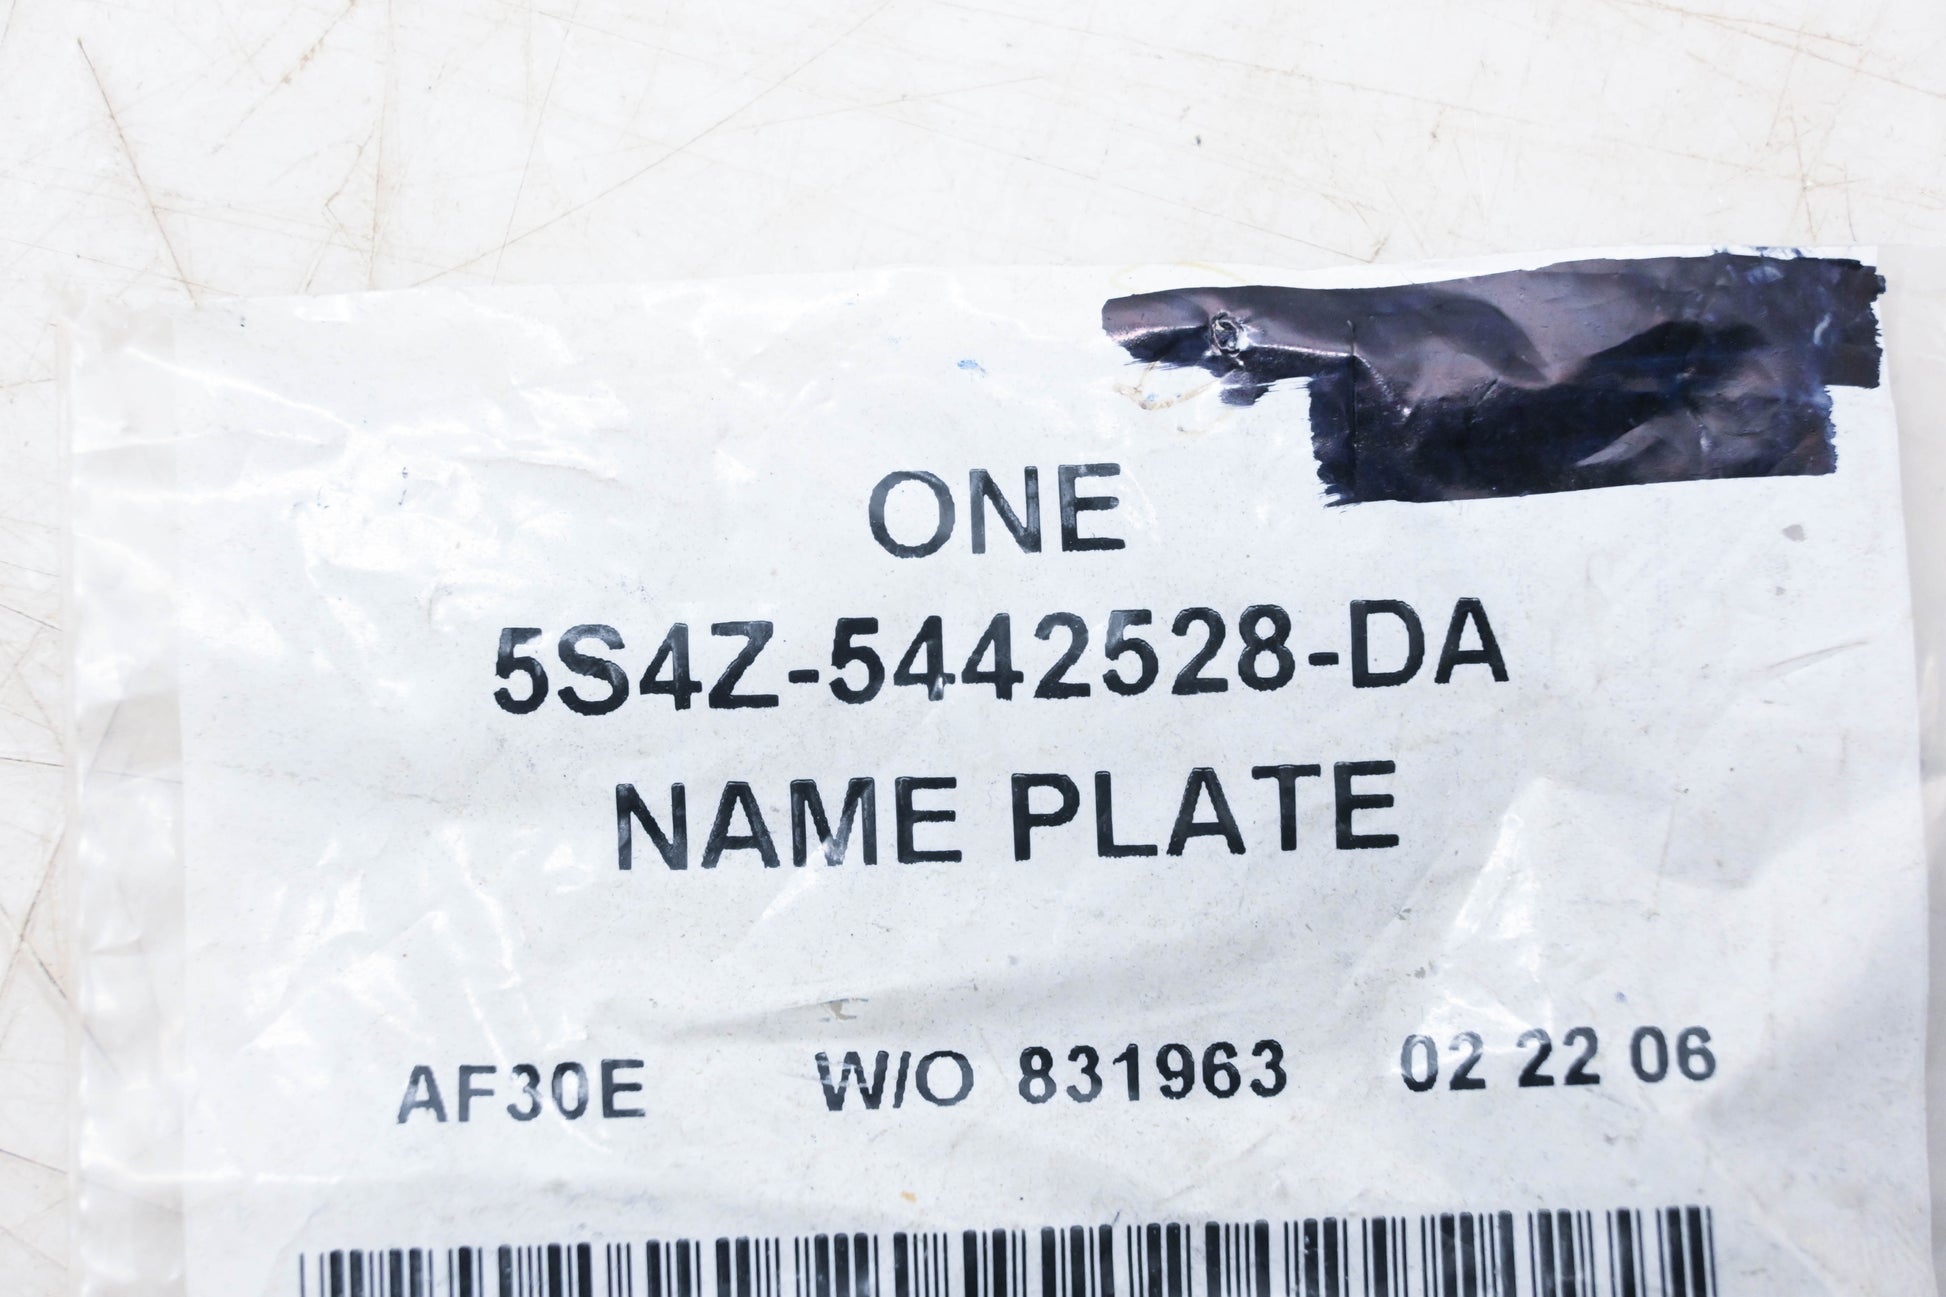 ONE
5S4Z-5442528-DA
NAME PLATE
AF30E W/O 831963 02 22 06